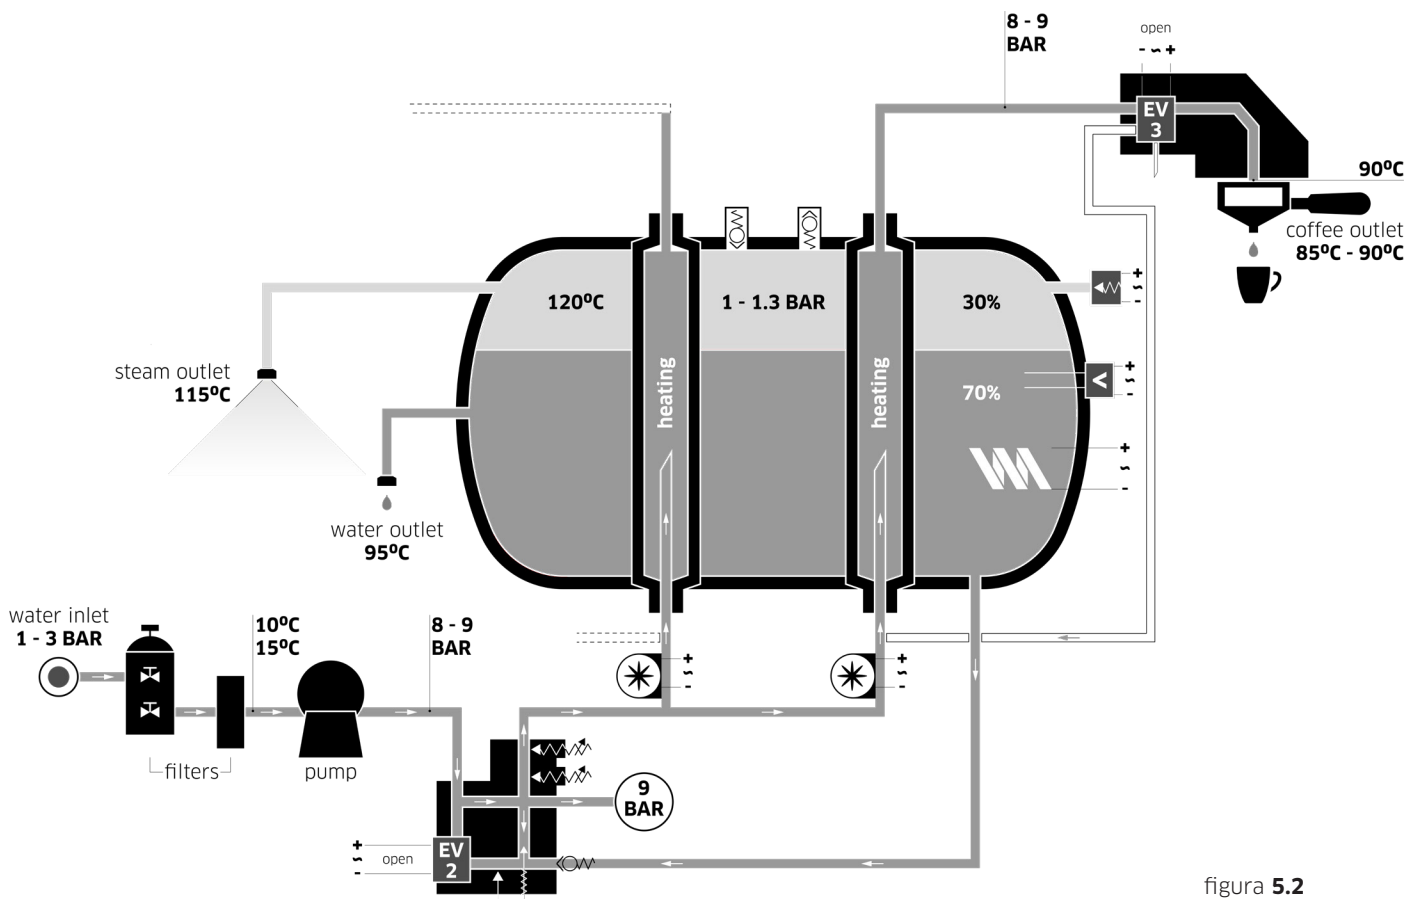 8 - 9
BAR
open
- ~ +
EV
3
90ºC
coffee outlet
85ºC - 90ºC
120ºC
1 - 1.3 BAR
30%
+
~
-
steam outlet
115ºC
heating
heating
70%
<
+
~
-
+
~
-
water outlet
95ºC
water inlet
1 - 3 BAR
10ºC
15ºC
8 - 9
BAR
+
~
-
+
~
-
filters
pump
9
BAR
+
~
-
open
EV
2
figura 5.2